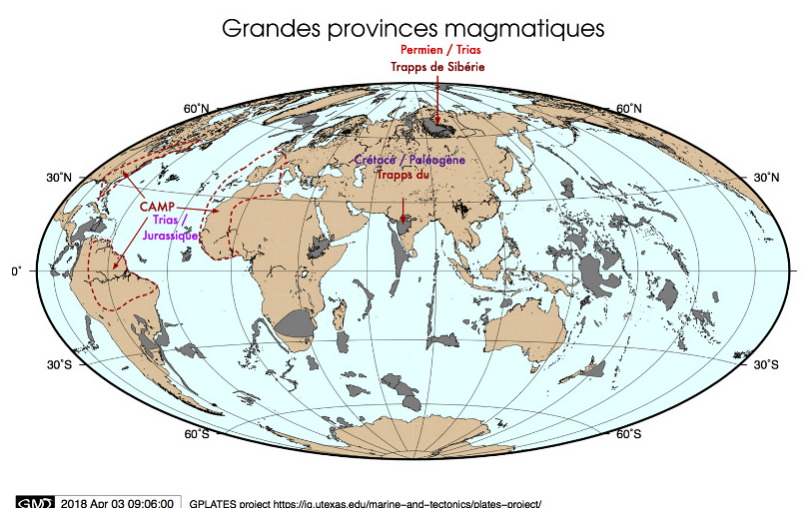 Grandes provinces magmatiques
Permien / Trias
Trapps de Sibérie
60°N
60°N
Crétacé / Paléogène
Trapps du
30°N
30°N
CAMP
Trias /
Jurassique
0°
0°
30°S
30°S
60°S
60°S
GMD 2018 Apr 03 09:06:00 GPLATES project https://ig.utexas.edu/marine−and−tectonics/plates−project/